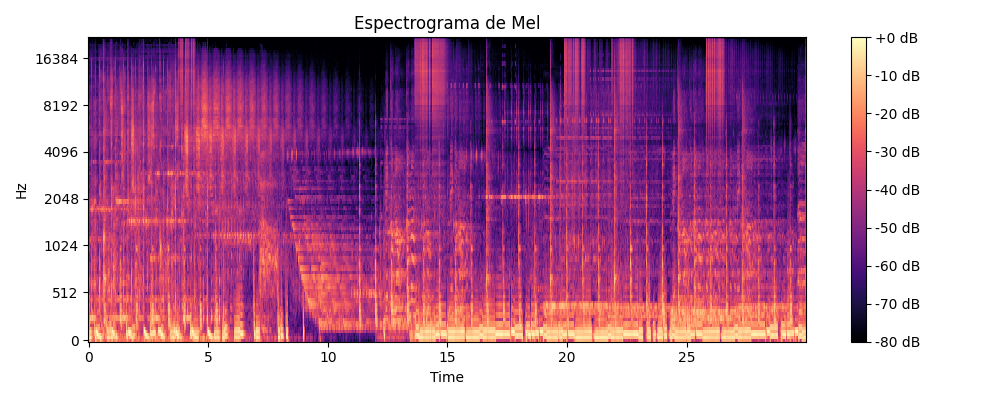 Espectrograma de Mel
Hz
16384
8192
4096
2048
1024
512
0
0 5 10 15 20 25
Time
+0 dB
-10 dB
-20 dB
-30 dB
-40 dB
-50 dB
-60 dB
-70 dB
-80 dB